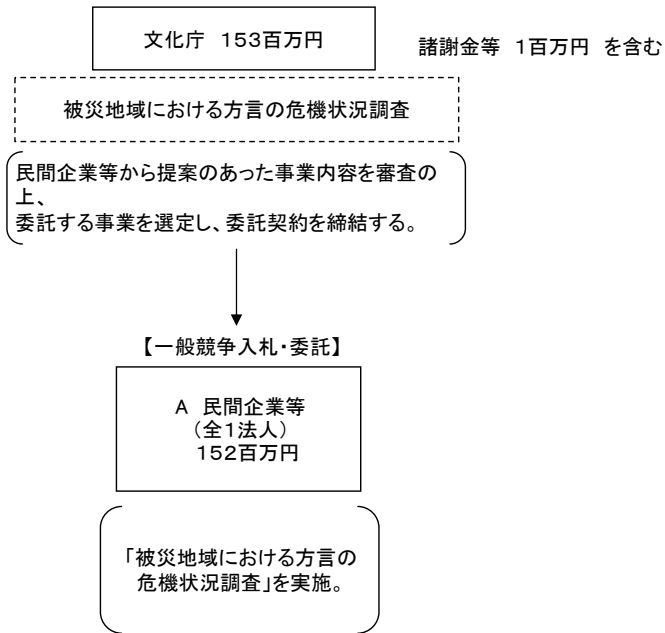 文化庁 １５３百万円
諸謝金等 １百万円 を含む
被災地域における方言の危機状況調査
民間企業等から提案のあった事業内容を審査の
上、
委託する事業を選定し、委託契約を締結する。
【一般競争入札・委託】
A 民間企業等
（全１法人）
１５２百万円
「被災地域における方言の
危機状況調査」を実施。